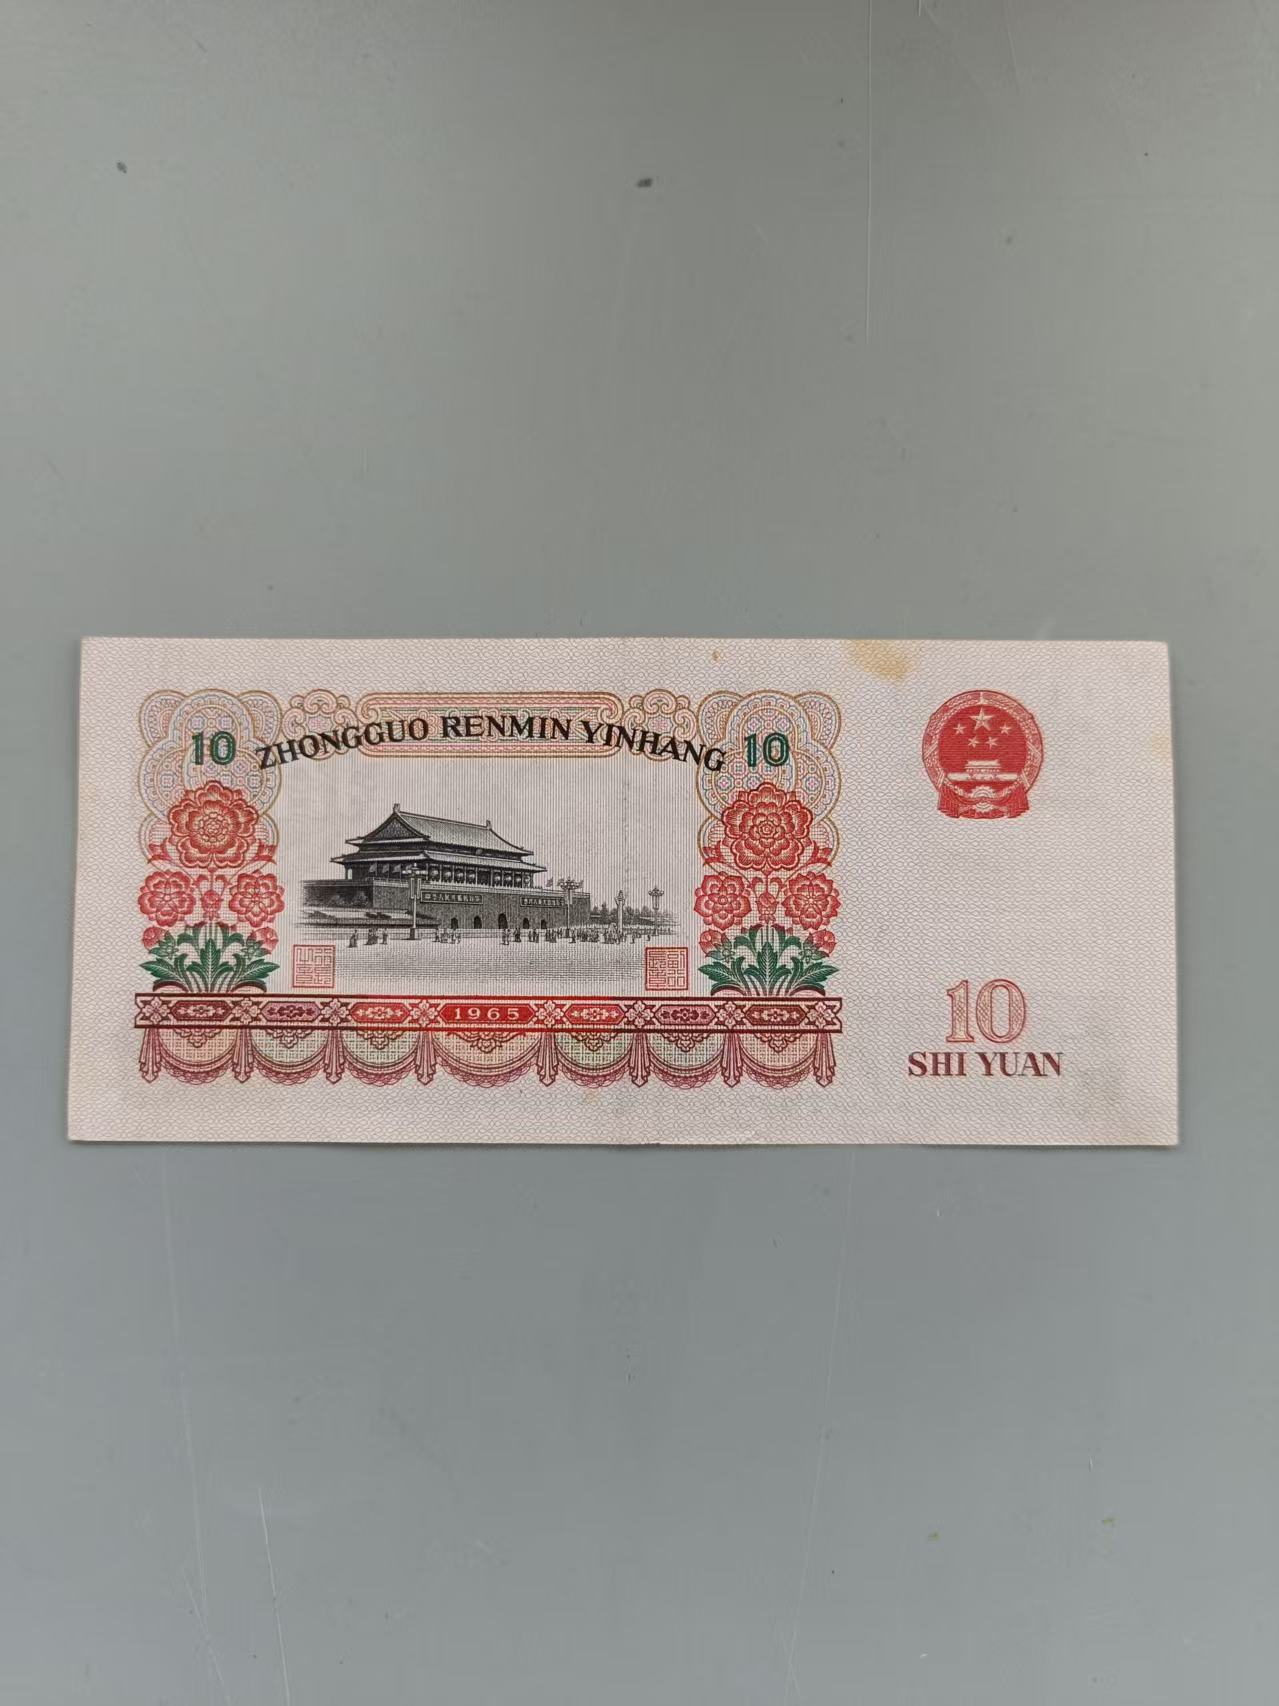 10 ZHONGGUO RENMIN YINHANG 10
1965
10
SHI YUAN